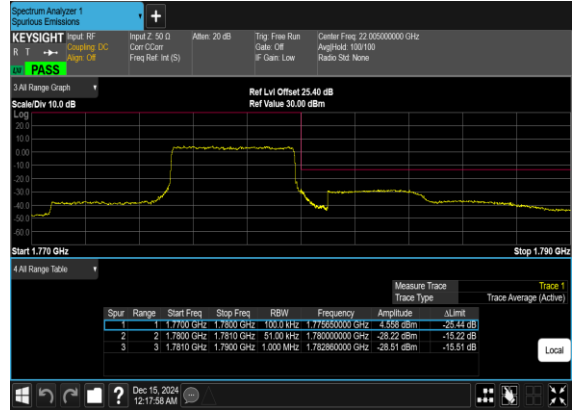 Spectrum Analyzer 1
Spurious Emissions
+
KEYSIGHT Input: RF Input Z: 50 Ω Atten: 20 dB Trig: Free Run Center Freq: 22.005000000 GHz
R T Coupling: DC Corr CCorr Gate: Off Avg|Hold: 100/100
Align: Off Freq Ref: Int (S) IF Gain: Low Radio Std: None
PASS
3 All Range Graph
Ref Lvl Offset 25.40 dB
Scale/Div 10.0 dB Ref Value 30.00 dBm
Log
20.0
10.0
0.00
-10.0
-20.0
-30.0
-40.0
-50.0
-60.0
Start 1.770 GHz Stop 1.790 GHz
4 All Range Table
Measure Trace Trace 1
Trace Type Trace Average (Active)
Spur Range Start Freq Stop Freq RBW Frequency Amplitude ΔLimit
1 1 1.7700 GHz 1.7800 GHz 100.0 kHz 1.775650000 GHz 4.558 dBm -25.44 dB
2 2 1.7800 GHz 1.7810 GHz 51.00 kHz 1.780000000 GHz -28.22 dBm -15.22 dB
3 3 1.7810 GHz 1.7900 GHz 1.000 MHz 1.782860000 GHz -28.51 dBm -15.51 dB
Local
? Dec 15, 2024
12:17:58 AM